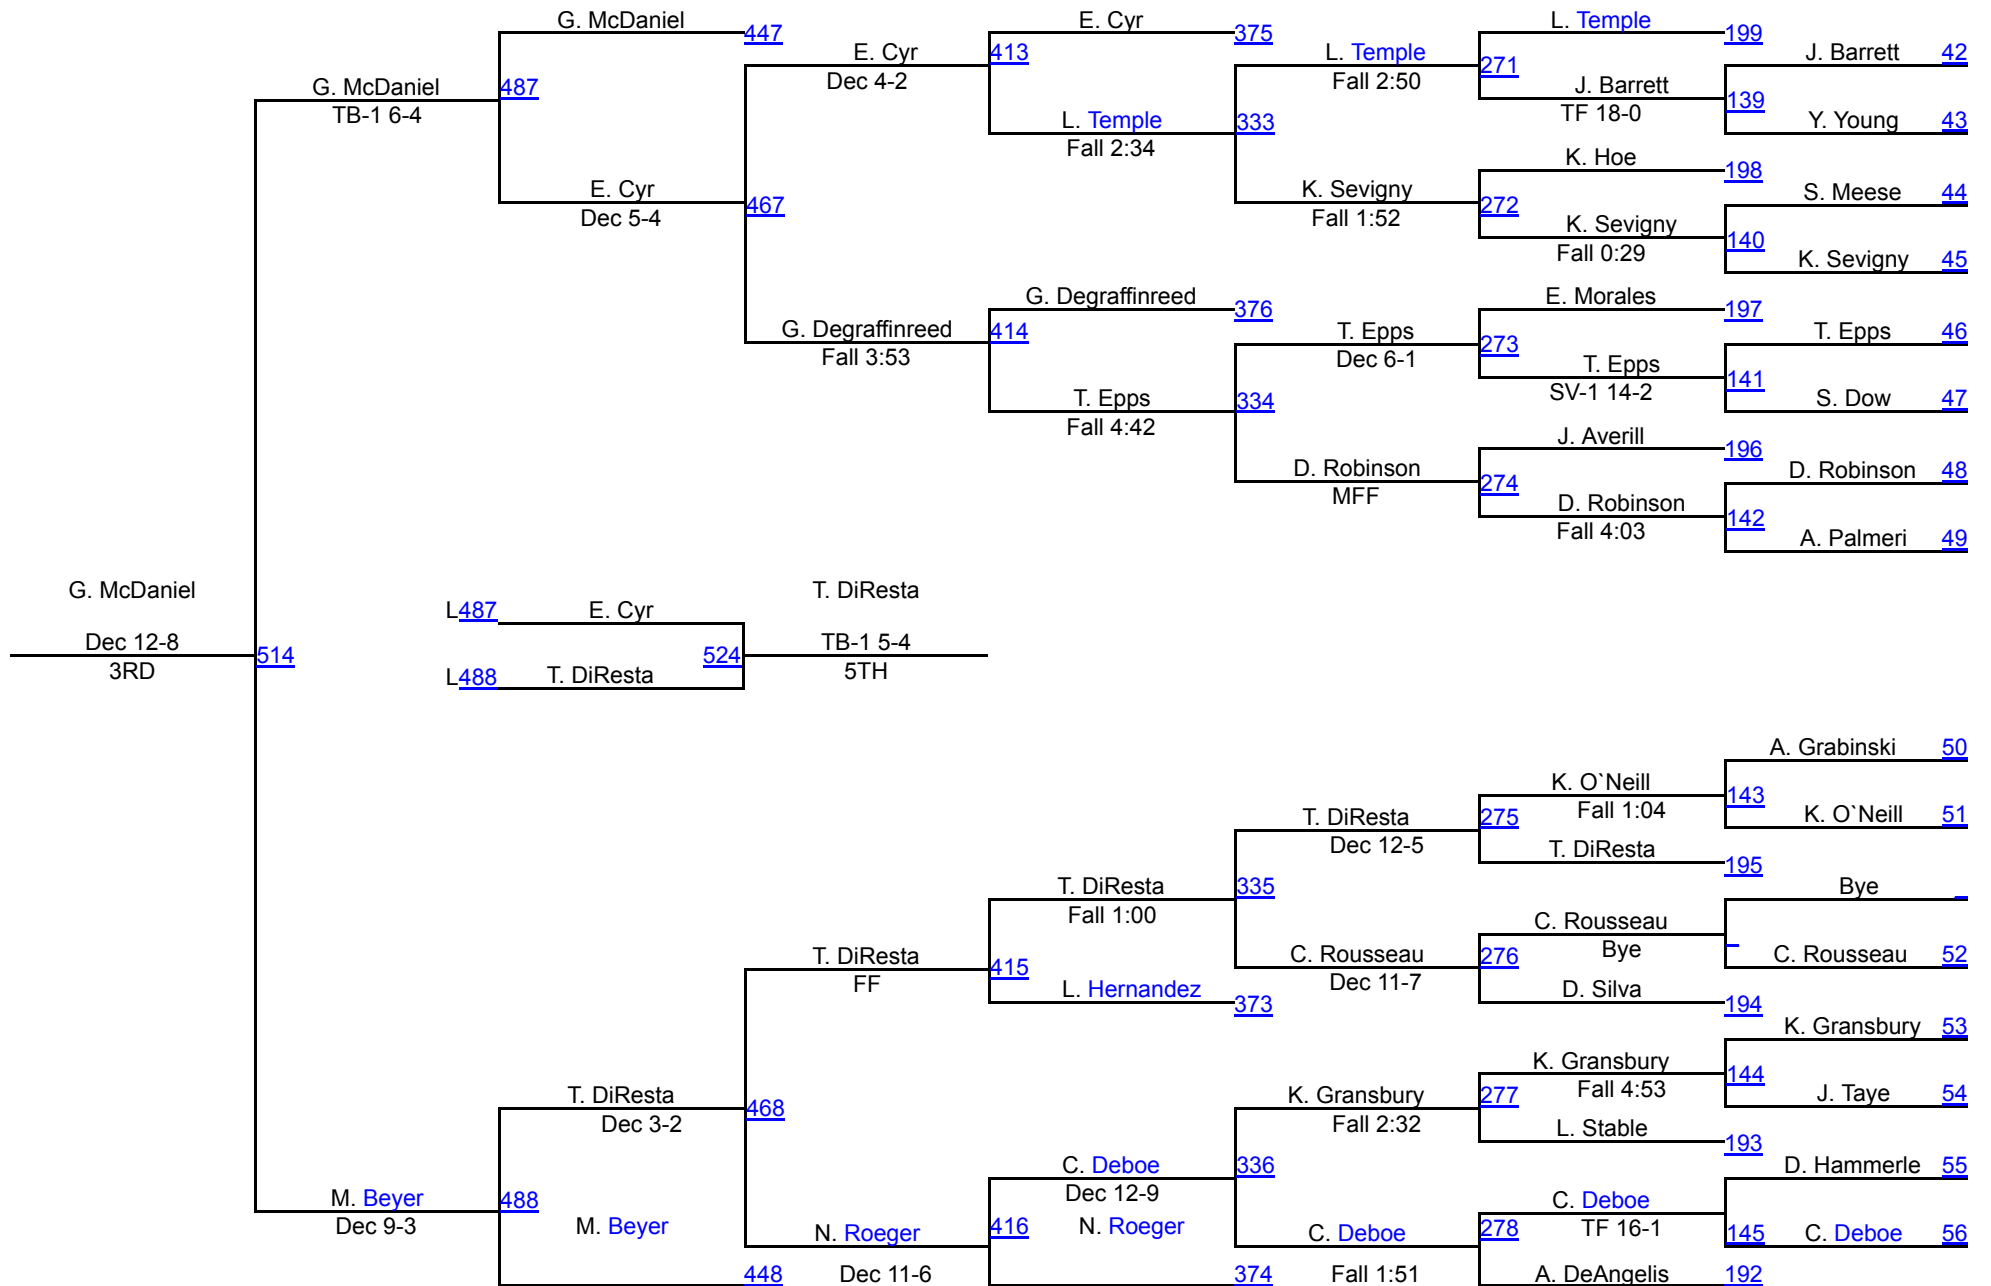 G. McDaniel
447
E. Cyr
375
L. Temple
199
E. Cyr
413
L. Temple
J. Barrett
42
Dec 4-2
Fall 2:50
271
G. McDaniel
487
J. Barrett
TB-1 6-4
TF 18-0
139
L. Temple
333
Y. Young
43
Fall 2:34
K. Hoe
198
E. Cyr
K. Sevigny
S. Meese
44
Dec 5-4
467
Fall 1:52
272
K. Sevigny
Fall 0:29
140
K. Sevigny
45
G. Degraffinreed
376
E. Morales
197
G. Degraffinreed
414
T. Epps
T. Epps
46
Fall 3:53
Dec 6-1
273
T. Epps
SV-1 14-2
141
T. Epps
334
S. Dow
47
Fall 4:42
J. Averill
196
D. Robinson
D. Robinson
48
MFF
274
D. Robinson
Fall 4:03
142
A. Palmeri
49
G. McDaniel
T. DiResta
L487
E. Cyr
Dec 12-8
514
524
TB-1 5-4
3RD
L488
T. DiResta
5TH
A. Grabinski
50
K. O`Neill
Fall 1:04
143
T. DiResta
275
K. O`Neill
51
Dec 12-5
T. DiResta
195
T. DiResta
335
Bye
Fall 1:00
C. Rousseau
T. DiResta
415
C. Rousseau
276
Bye
C. Rousseau
52
FF
Dec 11-7
L. Hernandez
373
D. Silva
194
K. Gransbury
53
K. Gransbury
T. DiResta
468
K. Gransbury
277
Fall 4:53
144
J. Taye
54
Dec 3-2
Fall 2:32
L. Stable
193
C. Deboe
336
D. Hammerle
55
M. Beyer
488
Dec 12-9
C. Deboe
Dec 9-3
M. Beyer
N. Roeger
416
N. Roeger
C. Deboe
278
TF 16-1
145
C. Deboe
56
448
Dec 11-6
374
Fall 1:51
A. DeAngelis
192